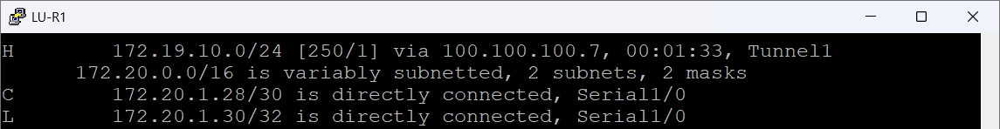 LU-R1
H        172.19.10.0/24 [250/1] via 100.100.100.7, 00:01:33, Tunnel1
      172.20.0.0/16 is variably subnetted, 2 subnets, 2 masks
C        172.20.1.28/30 is directly connected, Serial1/0
L        172.20.1.30/32 is directly connected, Serial1/0